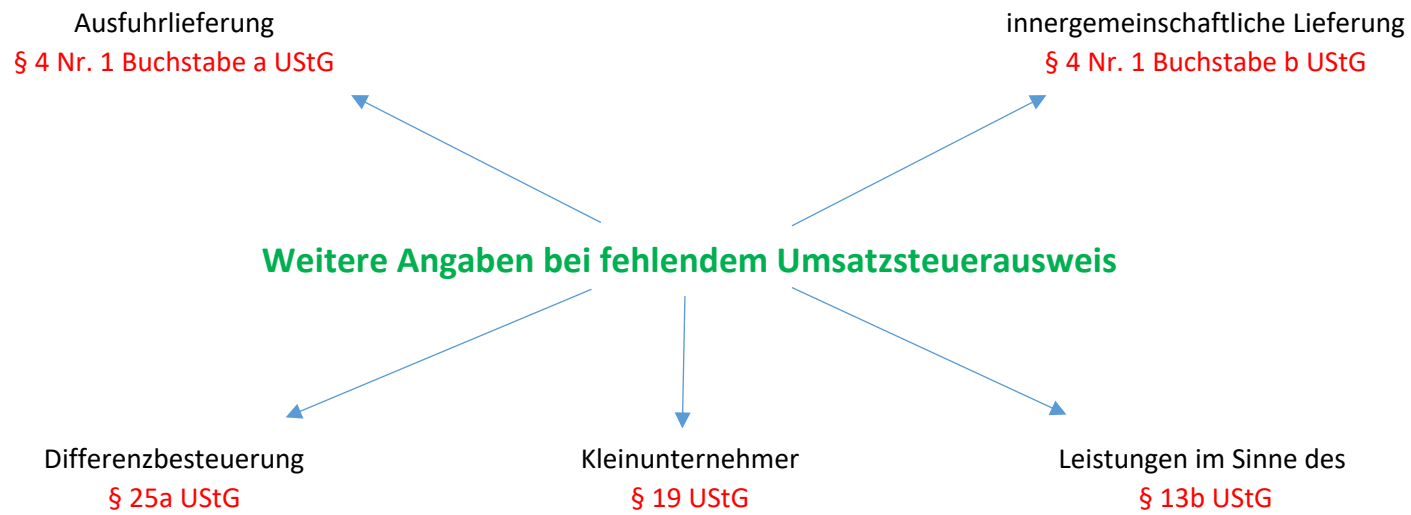 Ausfuhrlieferung
§ 4 Nr. 1 Buchstabe a UStG
innergemeinschaftliche Lieferung
§ 4 Nr. 1 Buchstabe b UStG
Weitere Angaben bei fehlendem Umsatzsteuerausweis
Differenzbesteuerung
§ 25a UStG
Kleinunternehmer
§ 19 UStG
Leistungen im Sinne des
§ 13b UStG